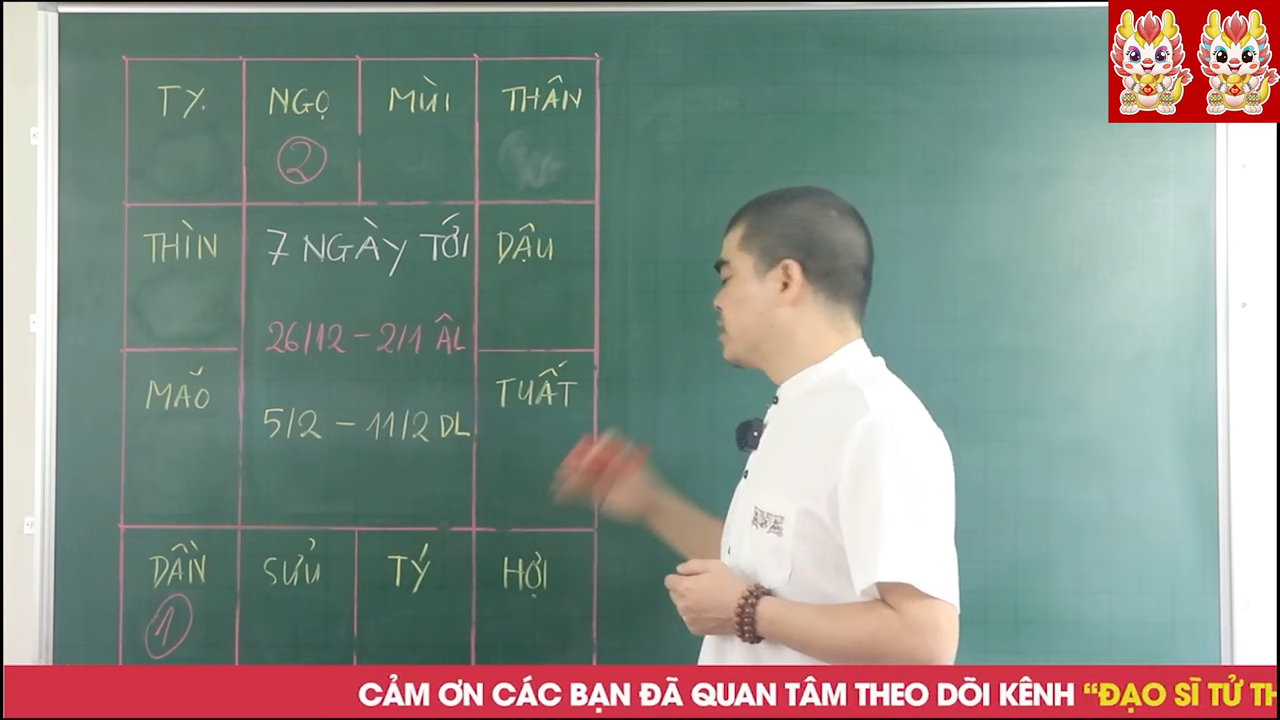 TỴ NGỌ MÙI THÂN
②
THÌN 7 NGÀY TỚI DẬU
26/12 - 2/1 ÂL
MÃO TUẤT
5/2 - 11/2 DL
DẦN SỬU TÝ HỢI
①
CẢM ƠN CÁC BẠN ĐÃ QUAN TÂM THEO DÕI KÊNH “ĐẠO SĨ TỬ